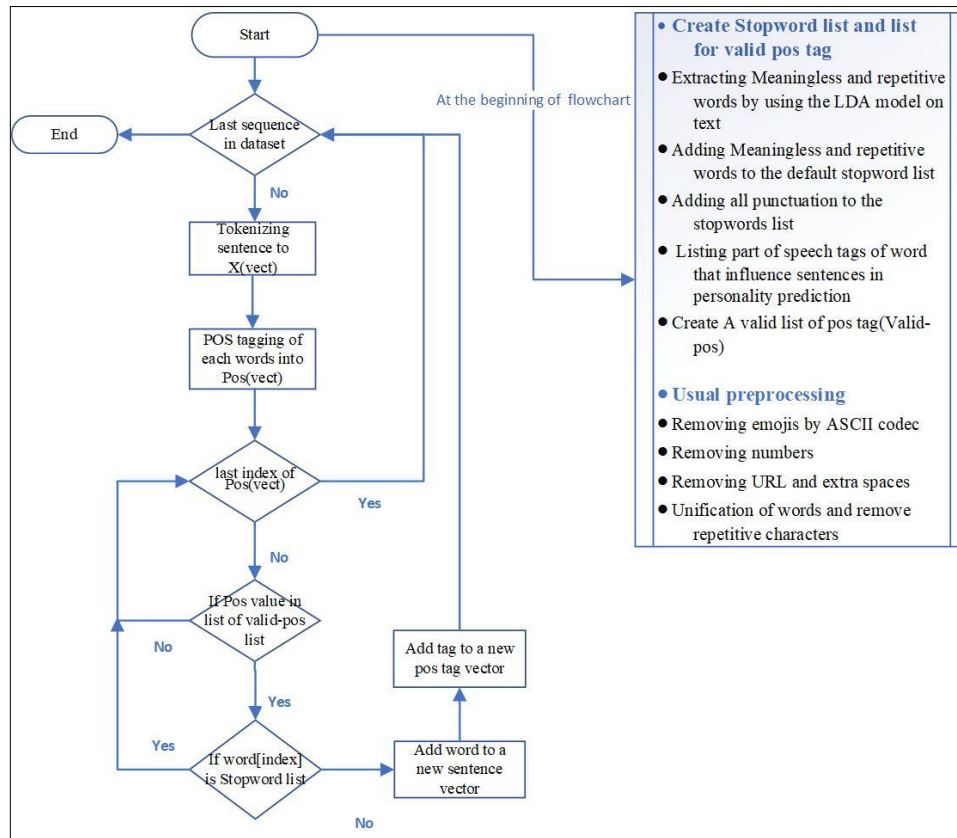 Start
At the beginning of flowchart
End
Last sequence
in dataset
No
Tokenizing
sentence to
X(vect)
POS tagging of
each words into
Pos(vect)
last index of
Pos(vect)
Yes
No
If Pos value in
list of valid-pos
list
No
Yes
If word[index]
is Stopword list
Yes
No
Add word to a
new sentence
vector
Add tag to a new
pos tag vector
• Create Stopword list and list
for valid pos tag
● Extracting Meaningless and repetitive
words by using the LDA model on
text
● Adding Meaningless and repetitive
words to the default stopword list
● Adding all punctuation to the
stopwords list
● Listing part of speech tags of word
that influence sentences in
personality prediction
● Create A valid list of pos tag(Valid-
pos)
• Usual preprocessing
● Removing emojis by ASCII codec
● Removing numbers
● Removing URL and extra spaces
● Unification of words and remove
repetitive characters